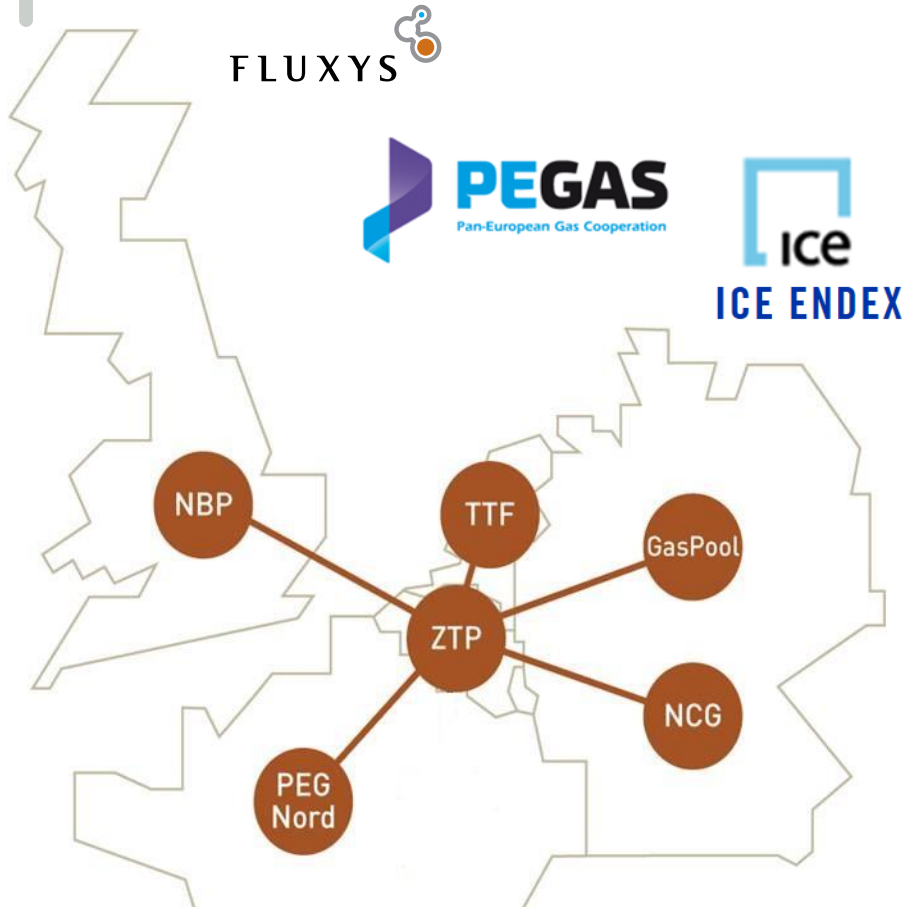 FLUXYS
PEGAS
Pan-European Gas Cooperation
ice
ICE ENDEX
NBP
TTF
GasPool
ZTP
NCG
PEG
Nord